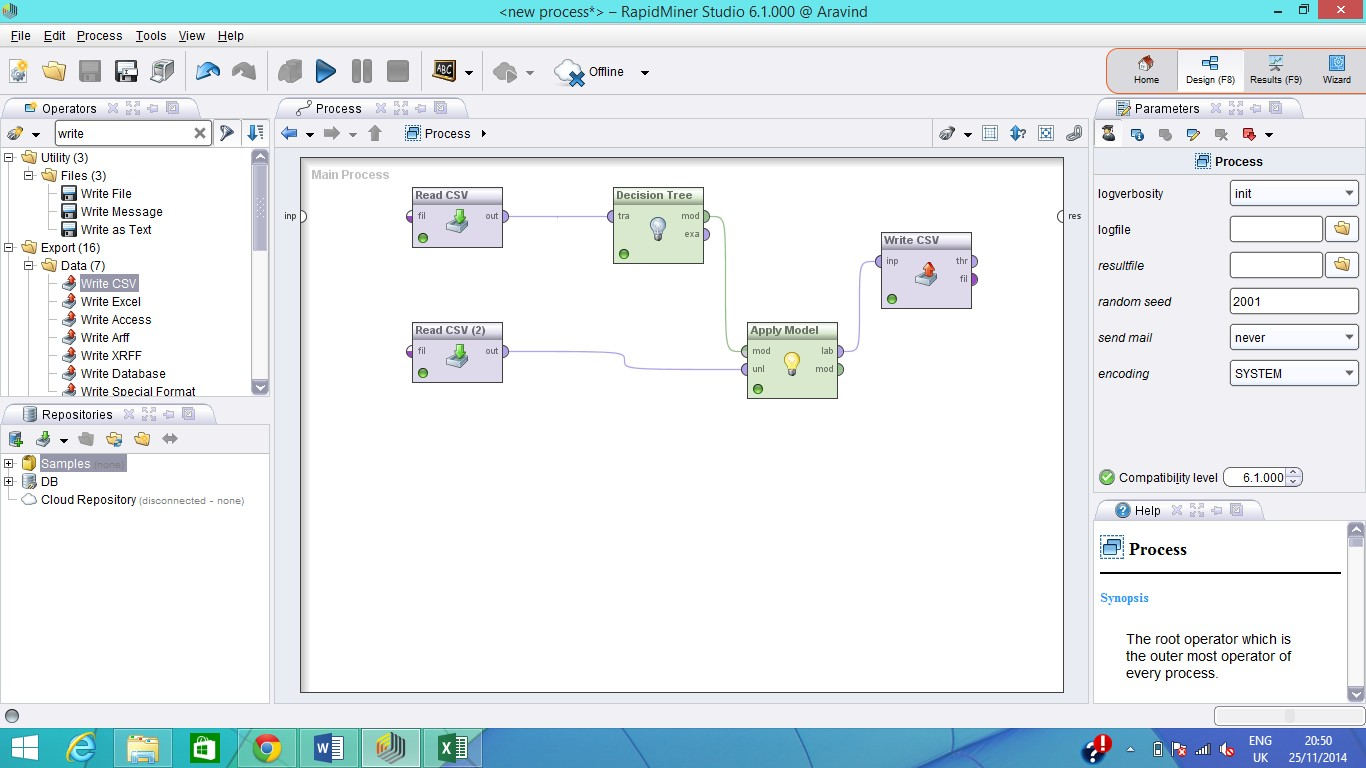 <new process*> – RapidMiner Studio 6.1.000 @ Aravind
File Edit Process Tools View Help
ABC
Offline
Home
Design (F8)
Results (F9)
Wizard
Operators
write
Utility (3)
Files (3)
Write File
Write Message
Write as Text
Export (16)
Data (7)
Write CSV
Write Excel
Write Access
Write Arff
Write XRFF
Write Database
Write Special Format
Repositories
Samples (none)
DB
Cloud Repository (disconnected - none)
Process
Process
Main Process
inp
res
Read CSV
fil out
Decision Tree
tra mod
exa
Write CSV
inp thr
fil
Read CSV (2)
fil out
Apply Model
mod lab
unl mod
Parameters
Process
logverbosity init
logfile
resultfile
random seed 2001
send mail never
encoding SYSTEM
Compatibility level 6.1.000
Help
Process
Synopsis
The root operator which is
the outer most operator of
every process.
ENG
UK
20:50
25/11/2014